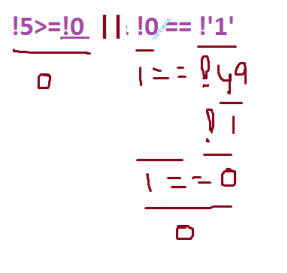 !5>=!0 || !0 == !'1'
0 1 == !49
!1
1 == 0
0